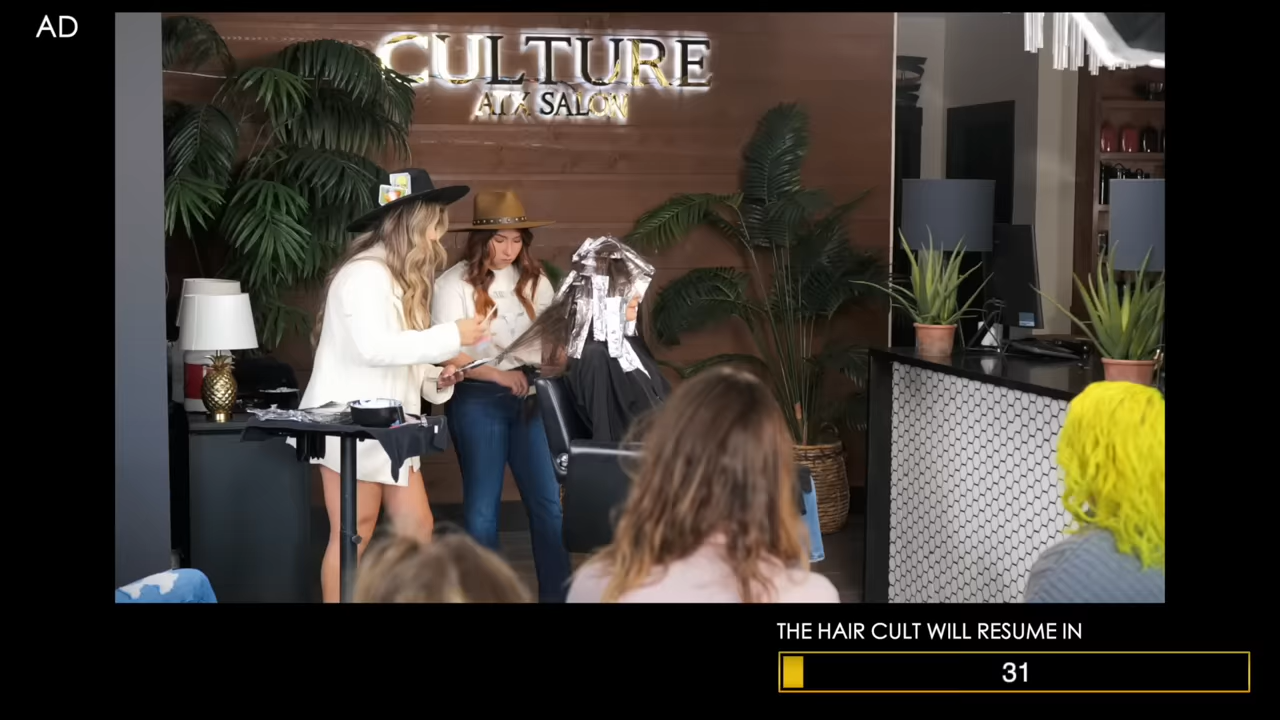 AD
CULTURE
ATX SALON
THE HAIR CULT WILL RESUME IN
31